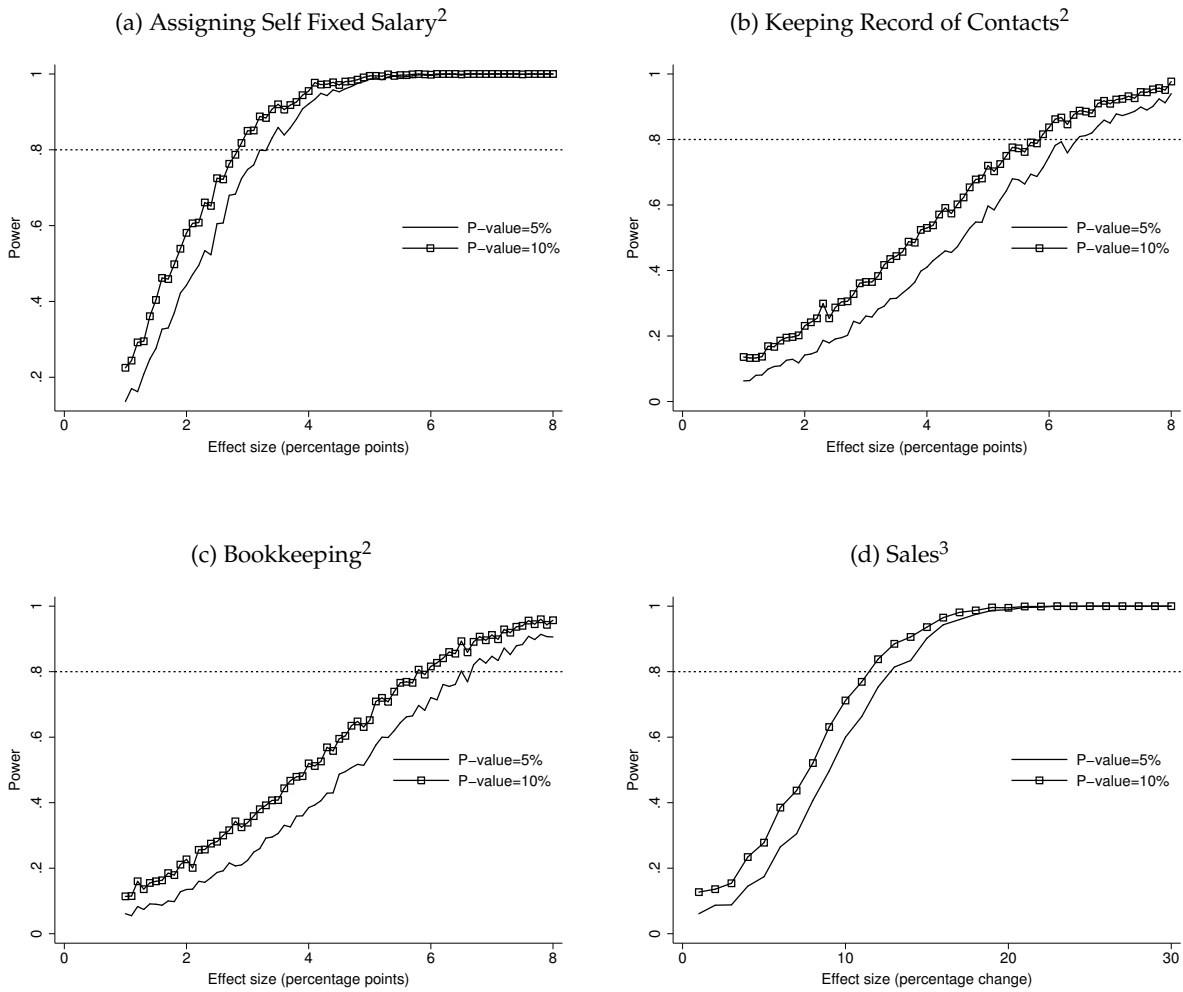 (a) Assigning Self Fixed Salary²
Power
1
.8
.6
.4
.2
P−value=5%
P−value=10%
0 2 4 6 8
Effect size (percentage points)
(b) Keeping Record of Contacts²
Power
1
.8
.6
.4
.2
0
P−value=5%
P−value=10%
0 2 4 6 8
Effect size (percentage points)
(c) Bookkeeping²
Power
1
.8
.6
.4
.2
0
P−value=5%
P−value=10%
0 2 4 6 8
Effect size (percentage points)
(d) Sales³
Power
1
.8
.6
.4
.2
0
P−value=5%
P−value=10%
0 10 20 30
Effect size (percentage change)